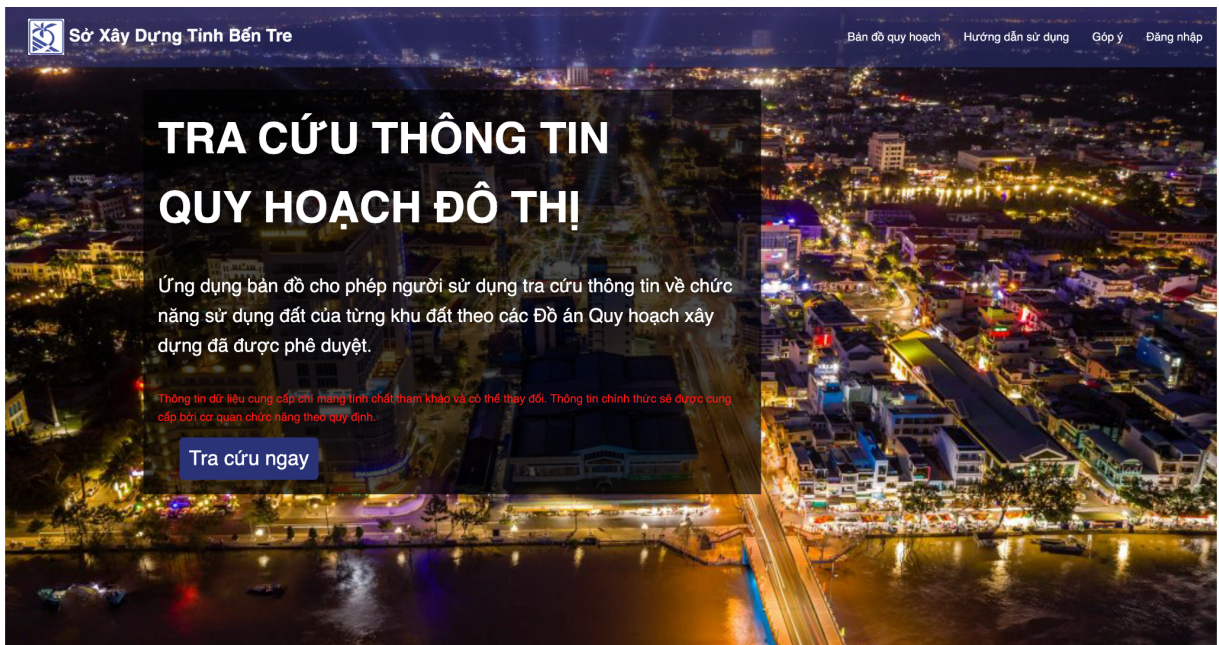 Sở Xây Dựng Tỉnh Bến Tre
Bản đồ quy hoạch
Hướng dẫn sử dụng
Góp ý
Đăng nhập
TRA CỨU THÔNG TIN
QUY HOẠCH ĐÔ THỊ
Ứng dụng bản đồ cho phép người sử dụng tra cứu thông tin về chức
năng sử dụng đất của từng khu đất theo các Đồ án Quy hoạch xây
dựng đã được phê duyệt.
Thông tin dữ liệu cung cấp chỉ mang tính chất tham khảo và có thể thay đổi. Thông tin chính thức sẽ được cung
cấp bởi cơ quan chức năng theo quy định.
Tra cứu ngay